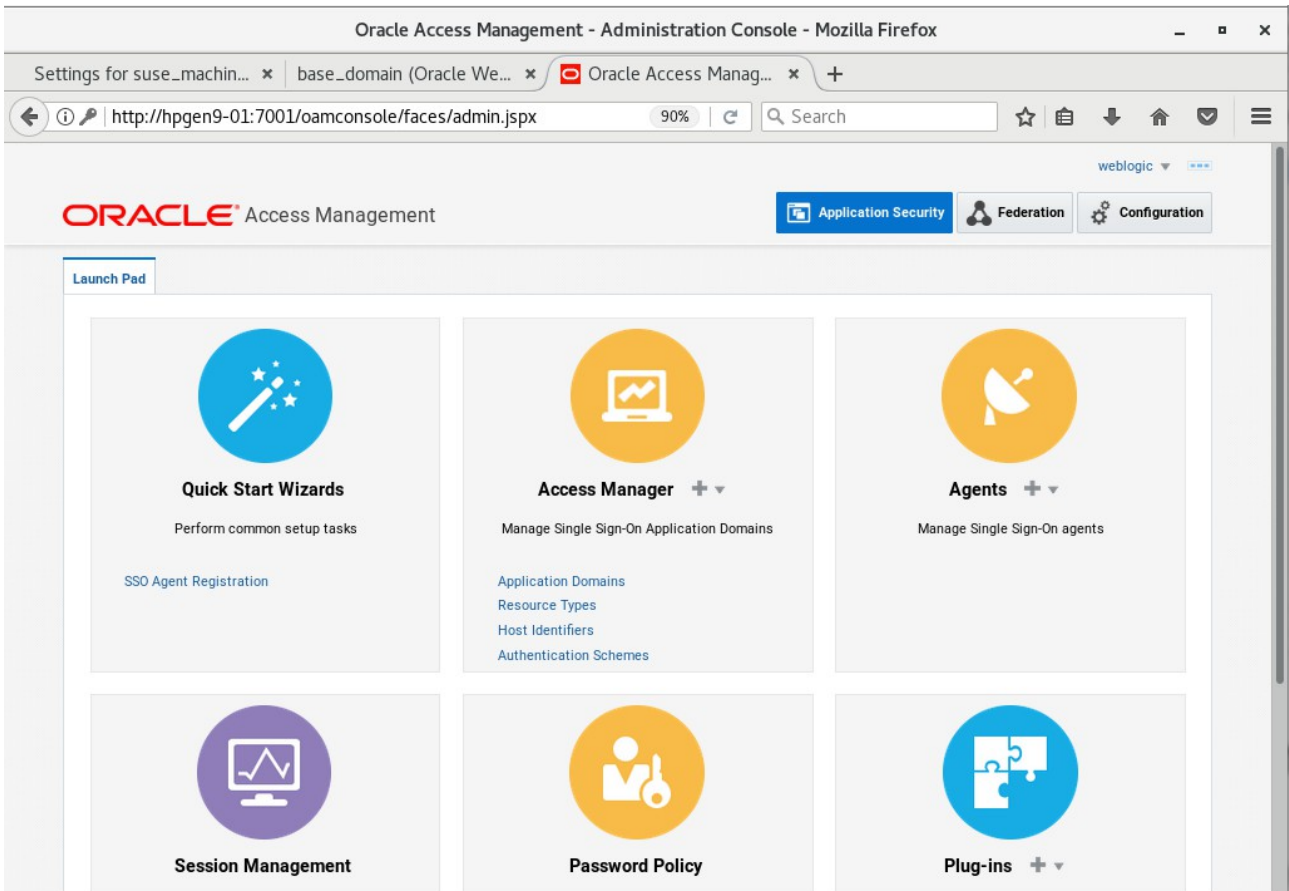 Oracle Access Management - Administration Console - Mozilla Firefox
Settings for suse_machin...
base_domain (Oracle We...
Oracle Access Manag...
http://hpgen9-01:7001/oamconsole/faces/admin.jspx
90%
Search
weblogic
ORACLE Access Management
Application Security
Federation
Configuration
Launch Pad
Quick Start Wizards
Perform common setup tasks
SSO Agent Registration
Access Manager
Manage Single Sign-On Application Domains
Application Domains
Resource Types
Host Identifiers
Authentication Schemes
Agents
Manage Single Sign-On agents
Session Management
Password Policy
Plug-ins